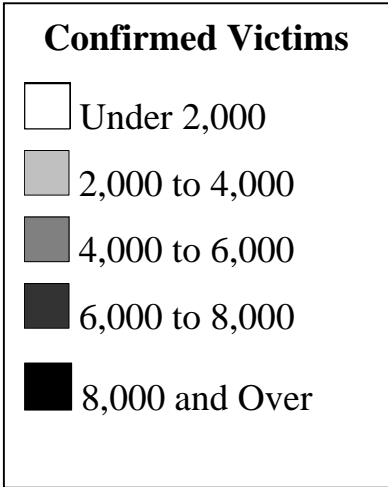 Confirmed Victims
Under 2,000
2,000 to 4,000
4,000 to 6,000
6,000 to 8,000
8,000 and Over